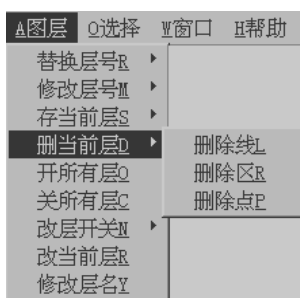 A图层 O选择 W窗口 H帮助
替换层号R
修改层号M
存当前层S
删当前层D
删除线L
开所有层O
删除区R
关所有层C
删除点P
改层开关N
改当前层R
修改层名Y